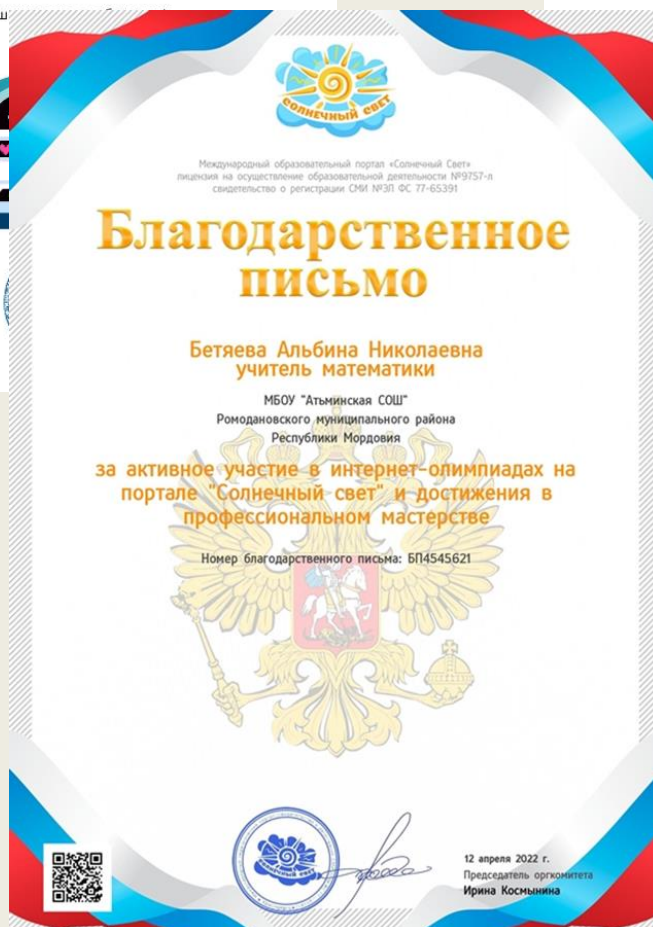 СОЛНЕЧНЫЙ СВЕТ
Международный образовательный портал «Солнечный Свет»
лицензия на осуществление образовательной деятельности №9757-л
свидетельство о регистрации СМИ №ЭЛ ФС 77-65391
Благодарственное
письмо
Бетяева Альбина Николаевна
учитель математики
МБОУ "Атьминская СОШ"
Ромодановского муниципального района
Республики Мордовия
за активное участие в интернет-олимпиадах на
портале "Солнечный свет" и достижения в
профессиональном мастерстве
Номер благодарственного письма: БП4545621
СОЛНЕЧНЫЙ СВЕТ
12 апреля 2022 г.
Председатель оргкомитета
Ирина Космынина